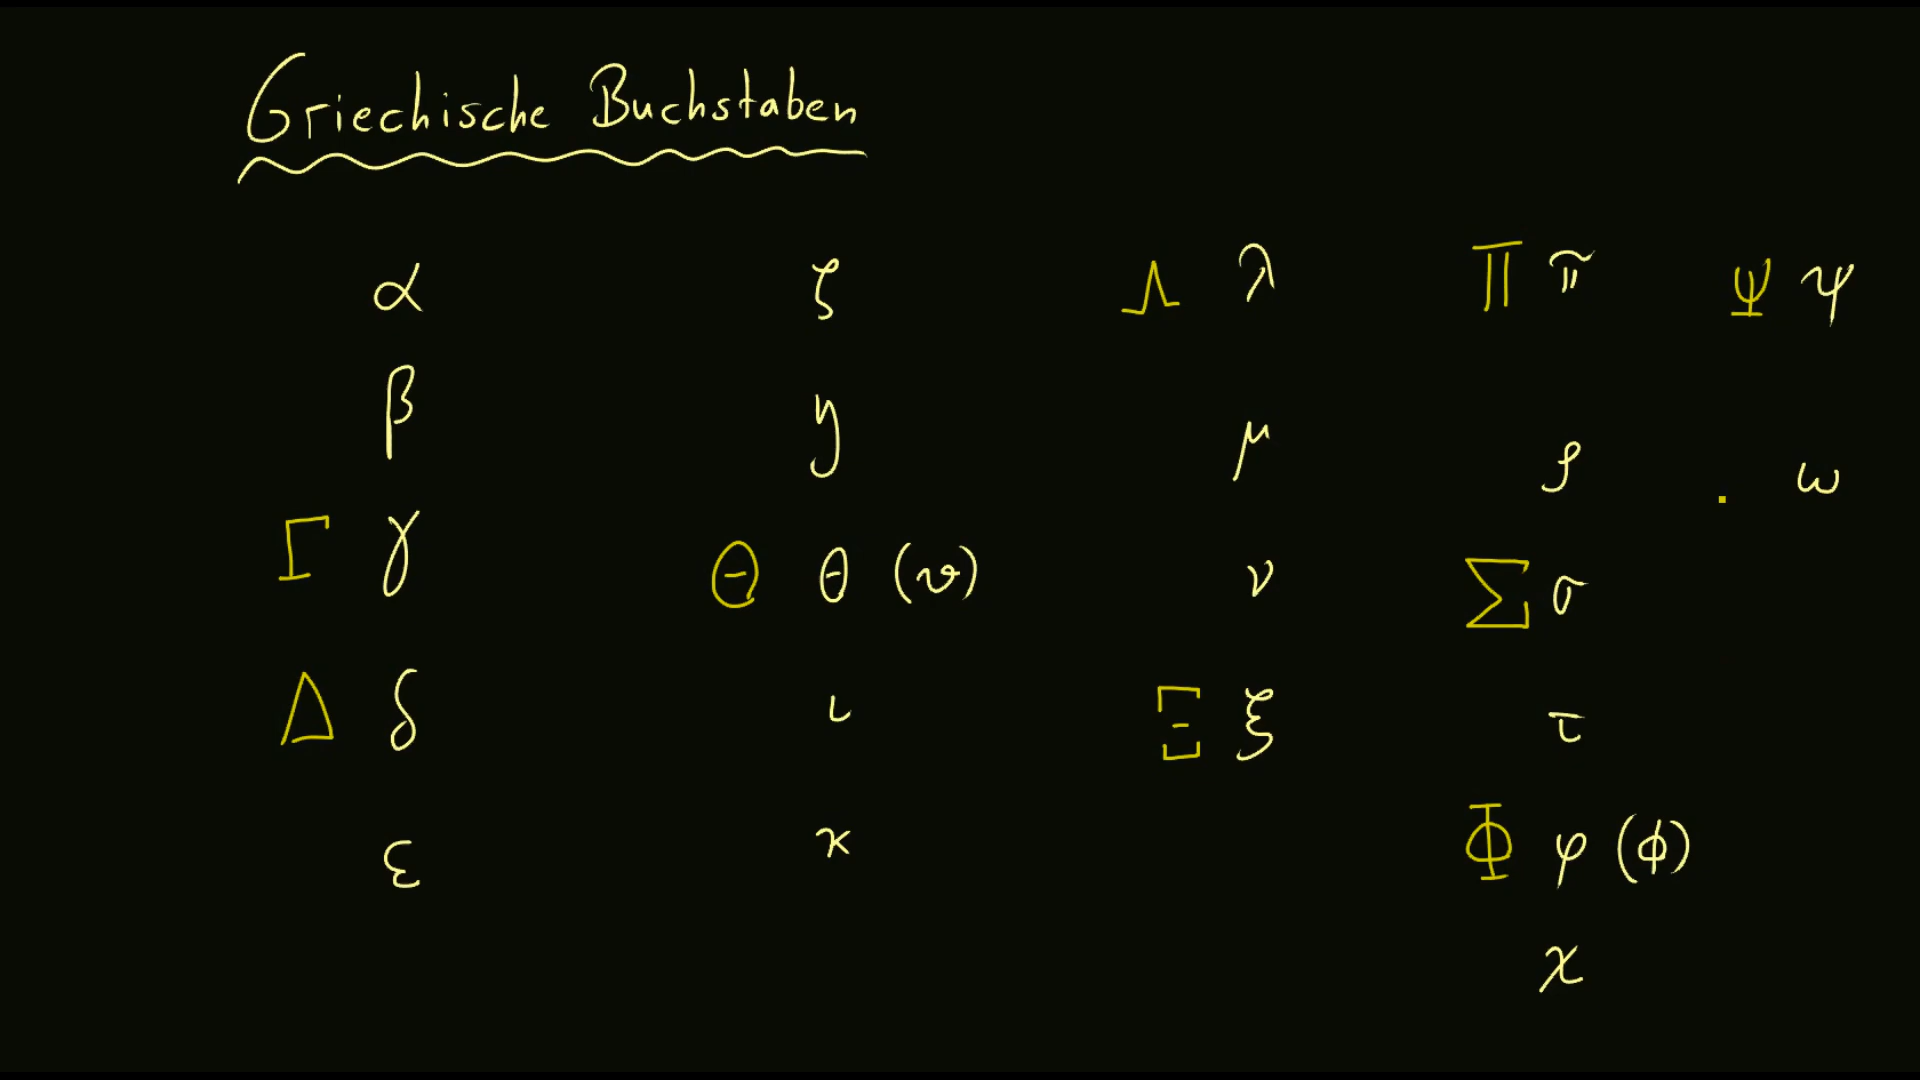 Griechische Buchstaben
α ζ Λ λ Π π Ψ ψ
β η μ ρ ω
Γ γ Θ θ (ϑ) ν Σ σ
Δ δ ι Ξ ξ τ
ε κ Φ φ (ϕ)
χ